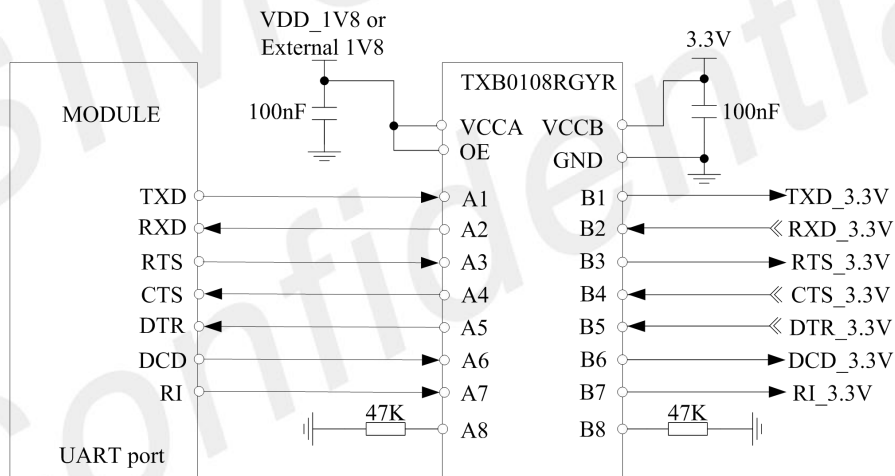 VDD_1V8 or
External 1V8
3.3V
TXB0108RGYR
MODULE
100nF
100nF
VCCA VCCB
OE
GND
TXD A1 B1 TXD_3.3V
RXD A2 B2 RXD_3.3V
RTS A3 B3 RTS_3.3V
CTS A4 B4 CTS_3.3V
DTR A5 B5 DTR_3.3V
DCD A6 B6 DCD_3.3V
RI A7 B7 RI_3.3V
47K A8 B8 47K
UART port
Confidential